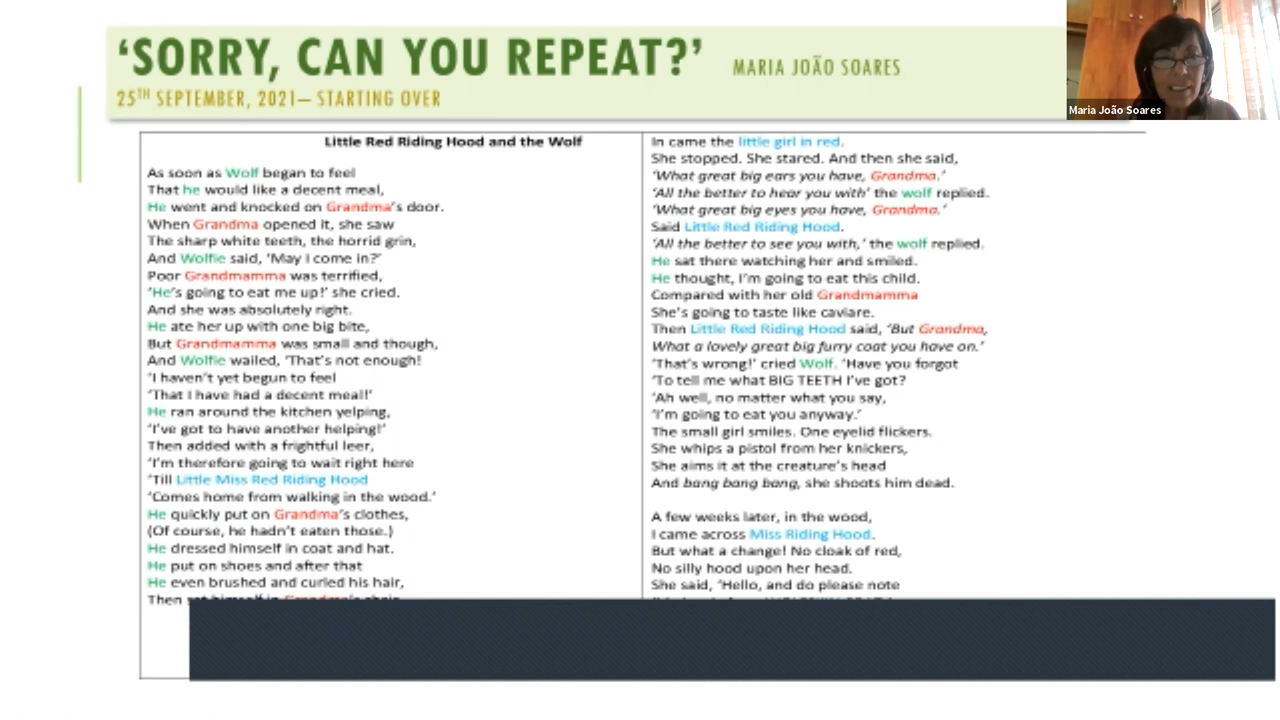 ‘SORRY, CAN YOU REPEAT?’ MARIA JOÃO SOARES
25TH SEPTEMBER, 2021– STARTING OVER
Maria João Soares
Little Red Riding Hood and the Wolf
As soon as Wolf began to feel
That he would like a decent meal,
He went and knocked on Grandma’s door.
When Grandma opened it, she saw
The sharp white teeth, the horrid grin,
And Wolfie said, ‘May I come in?’
Poor Grandmamma was terrified,
‘He’s going to eat me up!’ she cried.
And she was absolutely right.
He ate her up with one big bite,
But Grandmamma was small and though,
And Wolfie wailed, ‘That’s not enough!
‘I haven’t yet begun to feel
‘That I have had a decent meal!’
He ran around the kitchen yelping,
‘I’ve got to have another helping!’
Then added with a frightful leer,
‘I’m therefore going to wait right here
‘Till Little Miss Red Riding Hood
‘Comes home from walking in the wood.’
He quickly put on Grandma’s clothes,
(Of course, he hadn’t eaten those.)
He dressed himself in coat and hat.
He put on shoes and after that
He even brushed and curled his hair,
Then
In came the little girl in red.
She stopped. She stared. And then she said,
‘What great big ears you have, Grandma.’
‘All the better to hear you with’ the wolf replied.
‘What great big eyes you have, Grandma.’
Said Little Red Riding Hood.
‘All the better to see you with,’ the wolf replied.
He sat there watching her and smiled.
He thought, I’m going to eat this child.
Compared with her old Grandmamma
She’s going to taste like caviare.
Then Little Red Riding Hood said, ‘But Grandma,
What a lovely great big furry coat you have on.’
‘That’s wrong!’ cried Wolf. ‘Have you forgot
‘To tell me what BIG TEETH I’ve got?
‘Ah well, no matter what you say,
‘I’m going to eat you anyway.’
The small girl smiles. One eyelid flickers.
She whips a pistol from her knickers,
She aims it at the creature’s head
And bang bang bang, she shoots him dead.
A few weeks later, in the wood,
I came across Miss Riding Hood.
But what a change! No cloak of red,
No silly hood upon her head.
She said, ‘Hello, and do please note